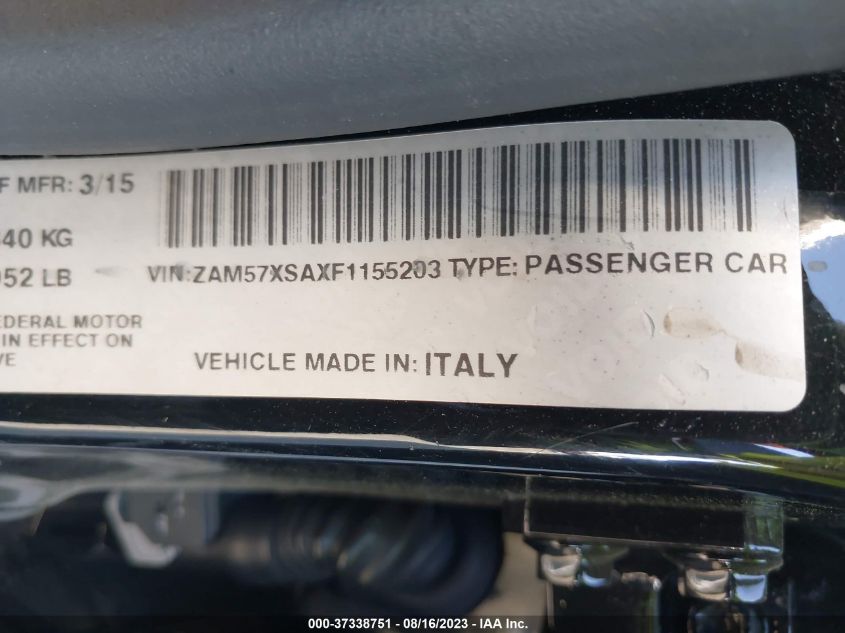 F MFR: 3/15
40 KG
052 LB
VIN:ZAM57XSAXF1155203 TYPE: PASSENGER CAR
EDERAL MOTOR
IN EFFECT ON
VE
VEHICLE MADE IN: ITALY
000-37338751 - 08/16/2023 - IAA Inc.